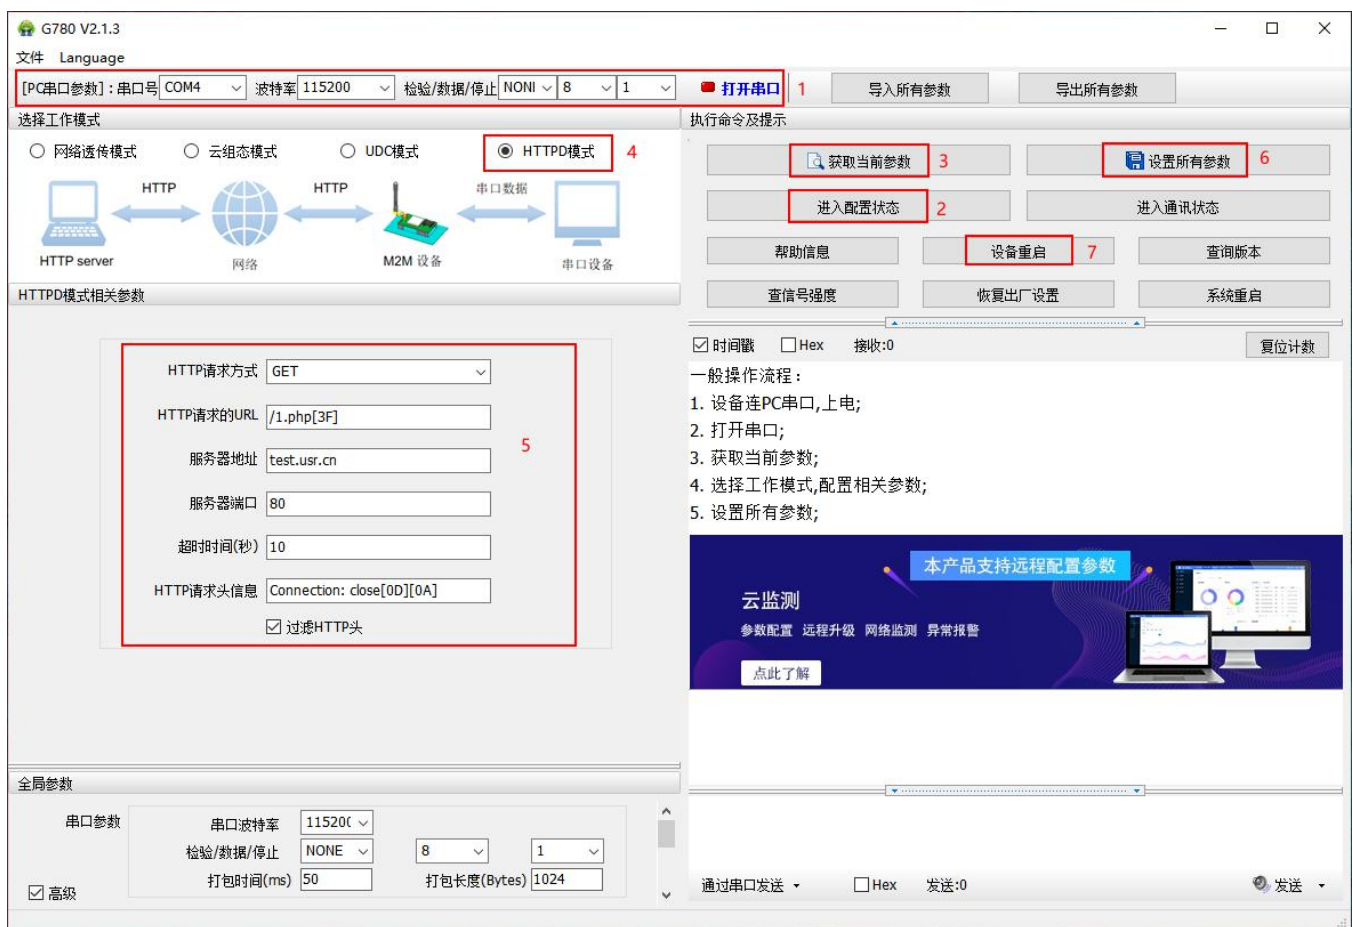 G780 V2.1.3
文件 Language
[PC串口参数]：串口号 COM4 波特率 115200 检验/数据/停止 NONI 8 1 打开串口 1 导入所有参数 导出所有参数
选择工作模式
网络透传模式 云组态模式 UDC模式 HTTPD模式 4
HTTP HTTP 串口数据
HTTP server 网络 M2M 设备 串口设备
HTTPD模式相关参数
HTTP请求方式 GET
HTTP请求的URL /1.php[3F]
服务器地址 test.usr.cn
5
服务器端口 80
超时时间(秒) 10
HTTP请求头信息 Connection: close[0D][0A]
过滤HTTP头
全局参数
串口参数 串口波特率 11520(
检验/数据/停止 NONE 8 1
打包时间(ms) 50 打包长度(Bytes) 1024
高级
执行命令及提示
获取当前参数 3 设置所有参数 6
进入配置状态 2 进入通讯状态
帮助信息 设备重启 7 查询版本
查信号强度 恢复出厂设置 系统重启
时间戳 Hex 接收:0 复位计数
一般操作流程：
1. 设备连PC串口,上电;
2. 打开串口;
3. 获取当前参数;
4. 选择工作模式,配置相关参数;
5. 设置所有参数;
本产品支持远程配置参数
云监测
参数配置 远程升级 网络监测 异常报警
点此了解
通过串口发送 Hex 发送:0 发送